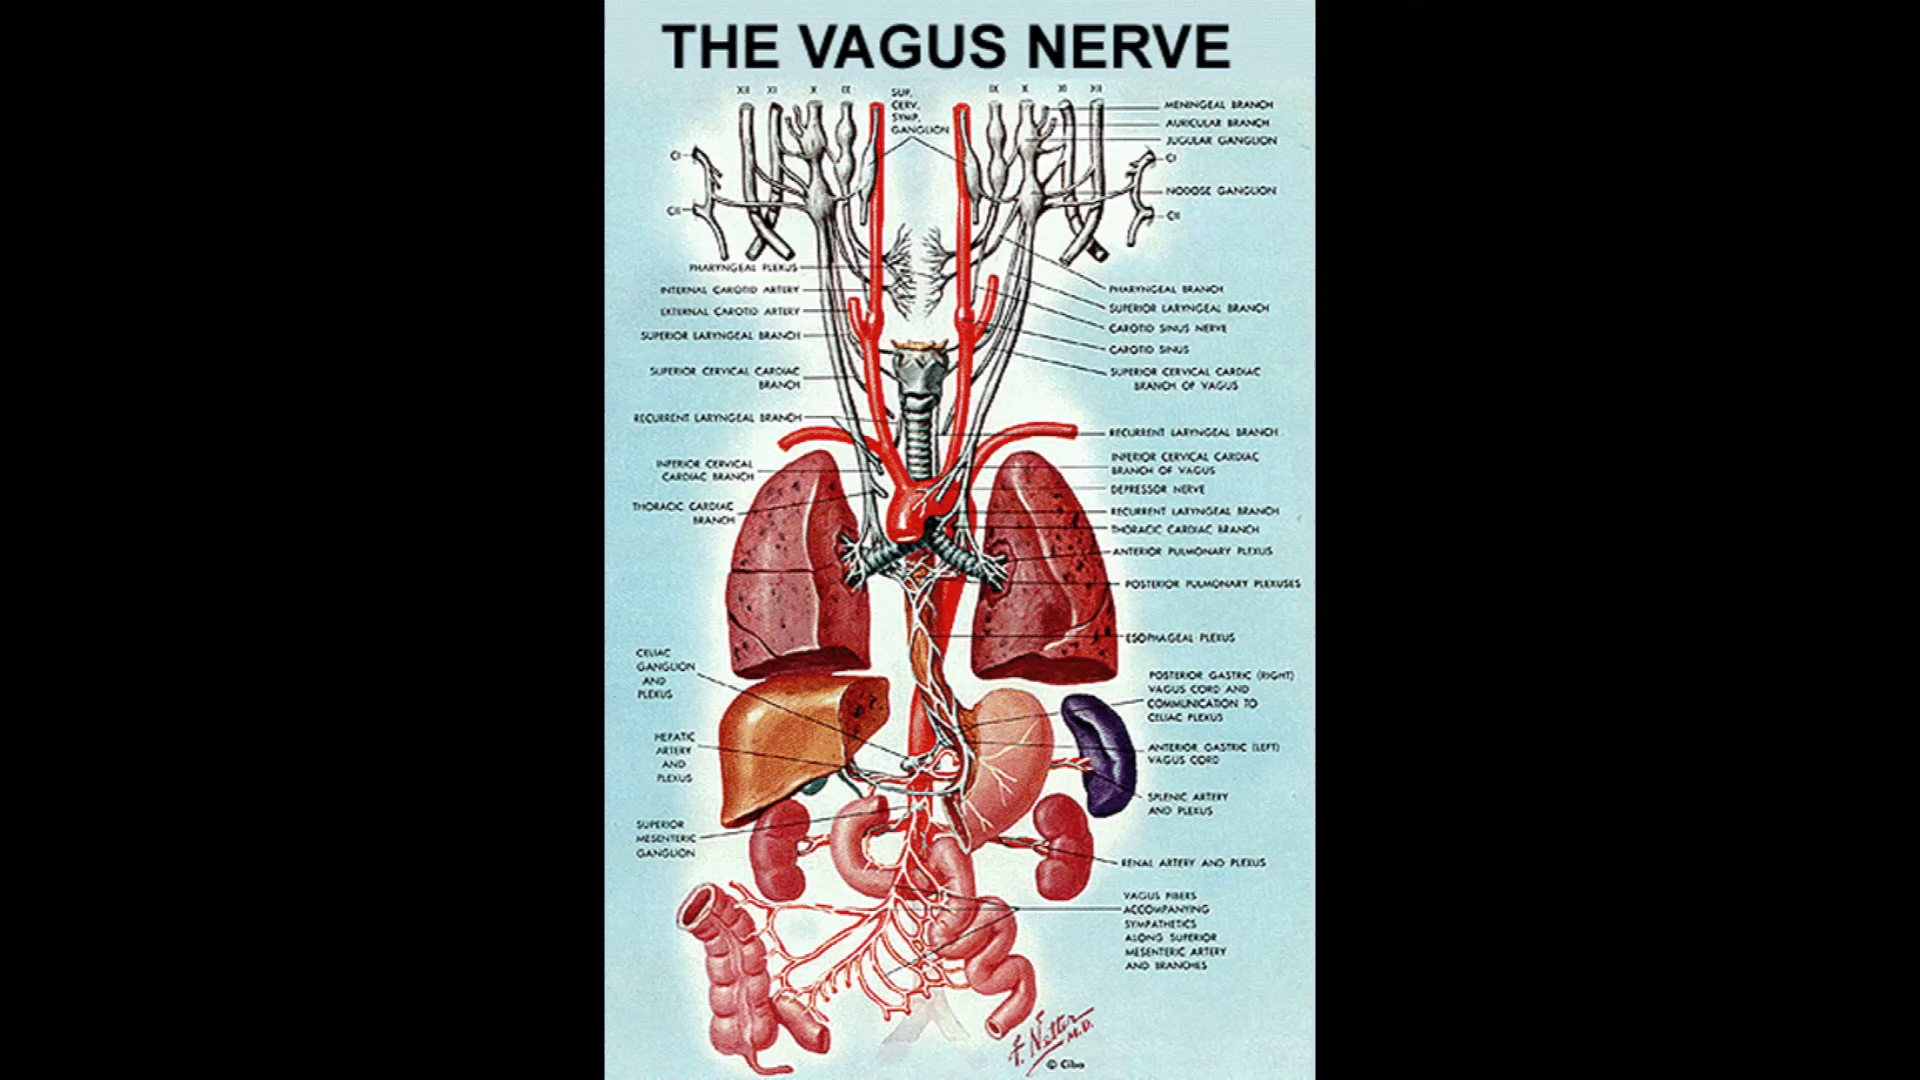 THE VAGUS NERVE
XII XI X IX
SUP.
CERV.
SYMP.
GANGLION
IX X XI XII
MENINGEAL BRANCH
AURICULAR BRANCH
JUGULAR GANGLION
CI
CI
NODOSE GANGLION
CII
CII
PHARYNGEAL PLEXUS
INTERNAL CAROTID ARTERY
EXTERNAL CAROTID ARTERY
SUPERIOR LARYNGEAL BRANCH
SUPERIOR CERVICAL CARDIAC
BRANCH
RECURRENT LARYNGEAL BRANCH
INFERIOR CERVICAL
CARDIAC BRANCH
THORACIC CARDIAC
BRANCH
PHARYNGEAL BRANCH
SUPERIOR LARYNGEAL BRANCH
CAROTID SINUS NERVE
CAROTID SINUS
SUPERIOR CERVICAL CARDIAC
BRANCH OF VAGUS
RECURRENT LARYNGEAL BRANCH
INFERIOR CERVICAL CARDIAC
BRANCH OF VAGUS
DEPRESSOR NERVE
RECURRENT LARYNGEAL BRANCH
THORACIC CARDIAC BRANCH
ANTERIOR PULMONARY PLEXUS
POSTERIOR PULMONARY PLEXUSES
ESOPHAGEAL PLEXUS
CELIAC
GANGLION
AND
PLEXUS
HEPATIC
ARTERY
AND
PLEXUS
SUPERIOR
MESENTERIC
GANGLION
POSTERIOR GASTRIC (RIGHT)
VAGUS CORD AND
COMMUNICATION TO
CELIAC PLEXUS
ANTERIOR GASTRIC (LEFT)
VAGUS CORD
SPLENIC ARTERY
AND PLEXUS
RENAL ARTERY AND PLEXUS
VAGUS FIBERS
ACCOMPANYING
SYMPATHETICS
ALONG SUPERIOR
MESENTERIC ARTERY
AND BRANCHES
F. Netter
M.D.
© Ciba